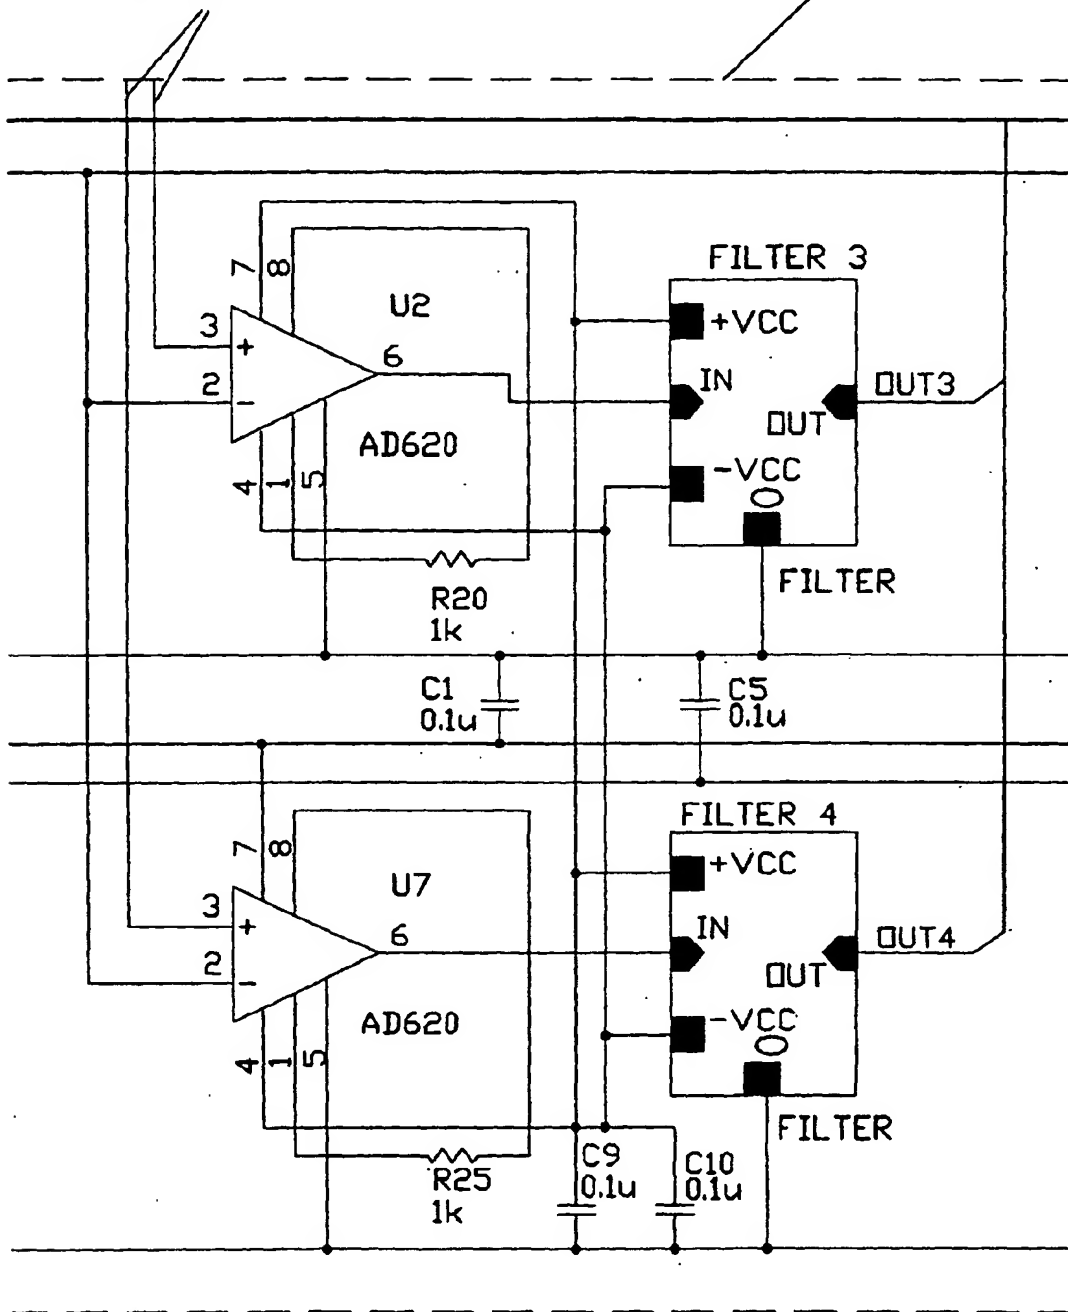 FILTER 3
7
8
U2
+VCC
3
+
6
IN
OUT3
2
-
OUT
AD620
-VCC
4
1
5
0
FILTER
R20
1k
C1
0.1u
C5
0.1u
FILTER 4
7
8
+VCC
U7
3
+
6
IN
OUT4
2
-
OUT
AD620
-VCC
4
1
5
0
FILTER
C9
0.1u
C10
0.1u
R25
1k